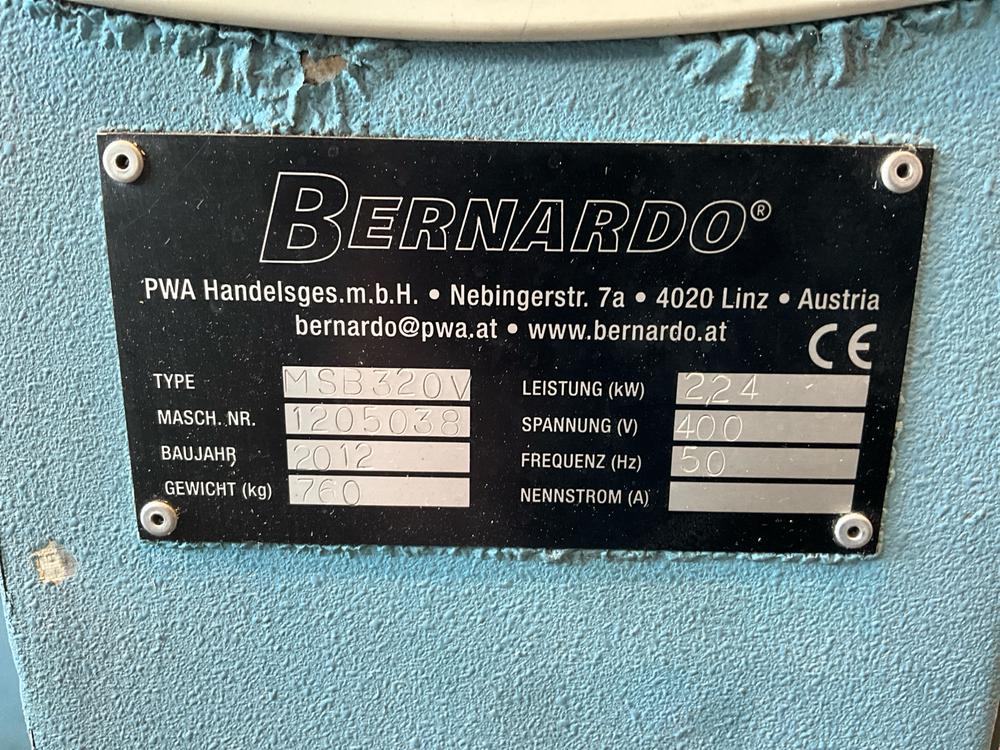 BERNARDO®
PWA Handelsges.m.b.H. • Nebingerstr. 7a • 4020 Linz • Austria
bernardo@pwa.at • www.bernardo.at
CE
TYPE MSB320V
MASCH. NR. 1205038
BAUJAHR 2012
GEWICHT (kg) 760
LEISTUNG (kW) 2,24
SPANNUNG (V) 400
FREQUENZ (Hz) 50
NENNSTROM (A)